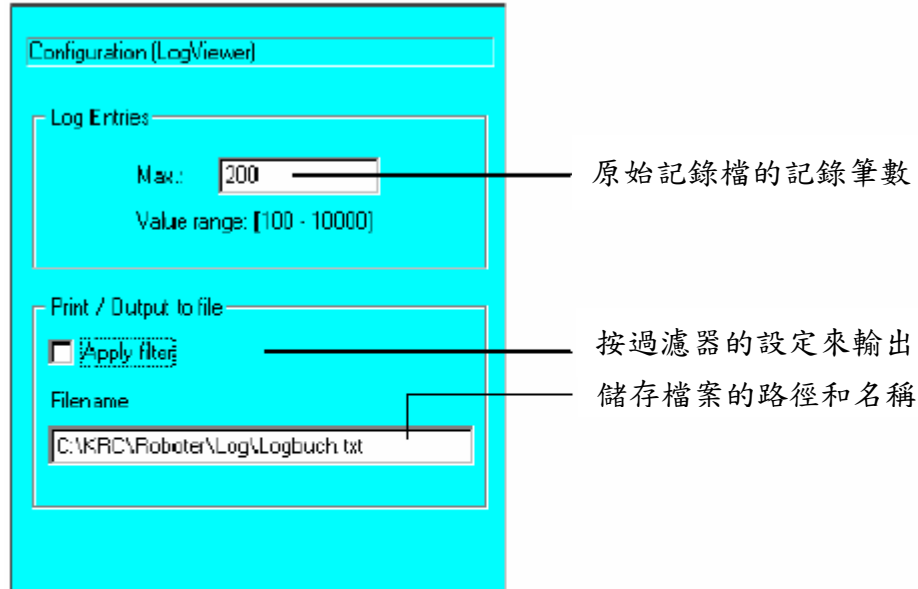 Configuration (LogViewer)
Log Entries
Max.: 200 原始記錄檔的記錄筆數
Value range: [100 - 10000]
Print / Output to file
Apply filter 按過濾器的設定來輸出
Filename 儲存檔案的路徑和名稱
C:\KRC\Roboter\Log\Logbuch.txt